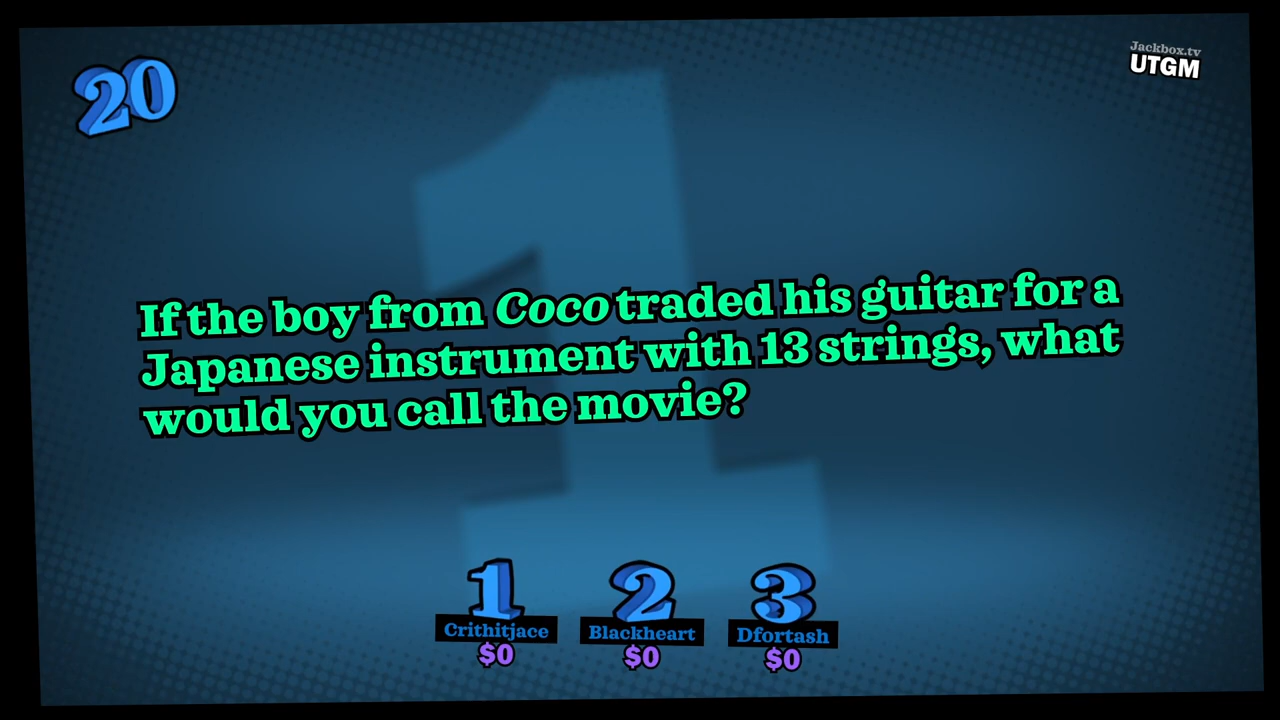 20
Jackbox.tv
UTGM
If the boy from Coco traded his guitar for a
Japanese instrument with 13 strings, what
would you call the movie?
1
1 2 3
Crithitjace Blackheart Dfortash
$0 $0 $0